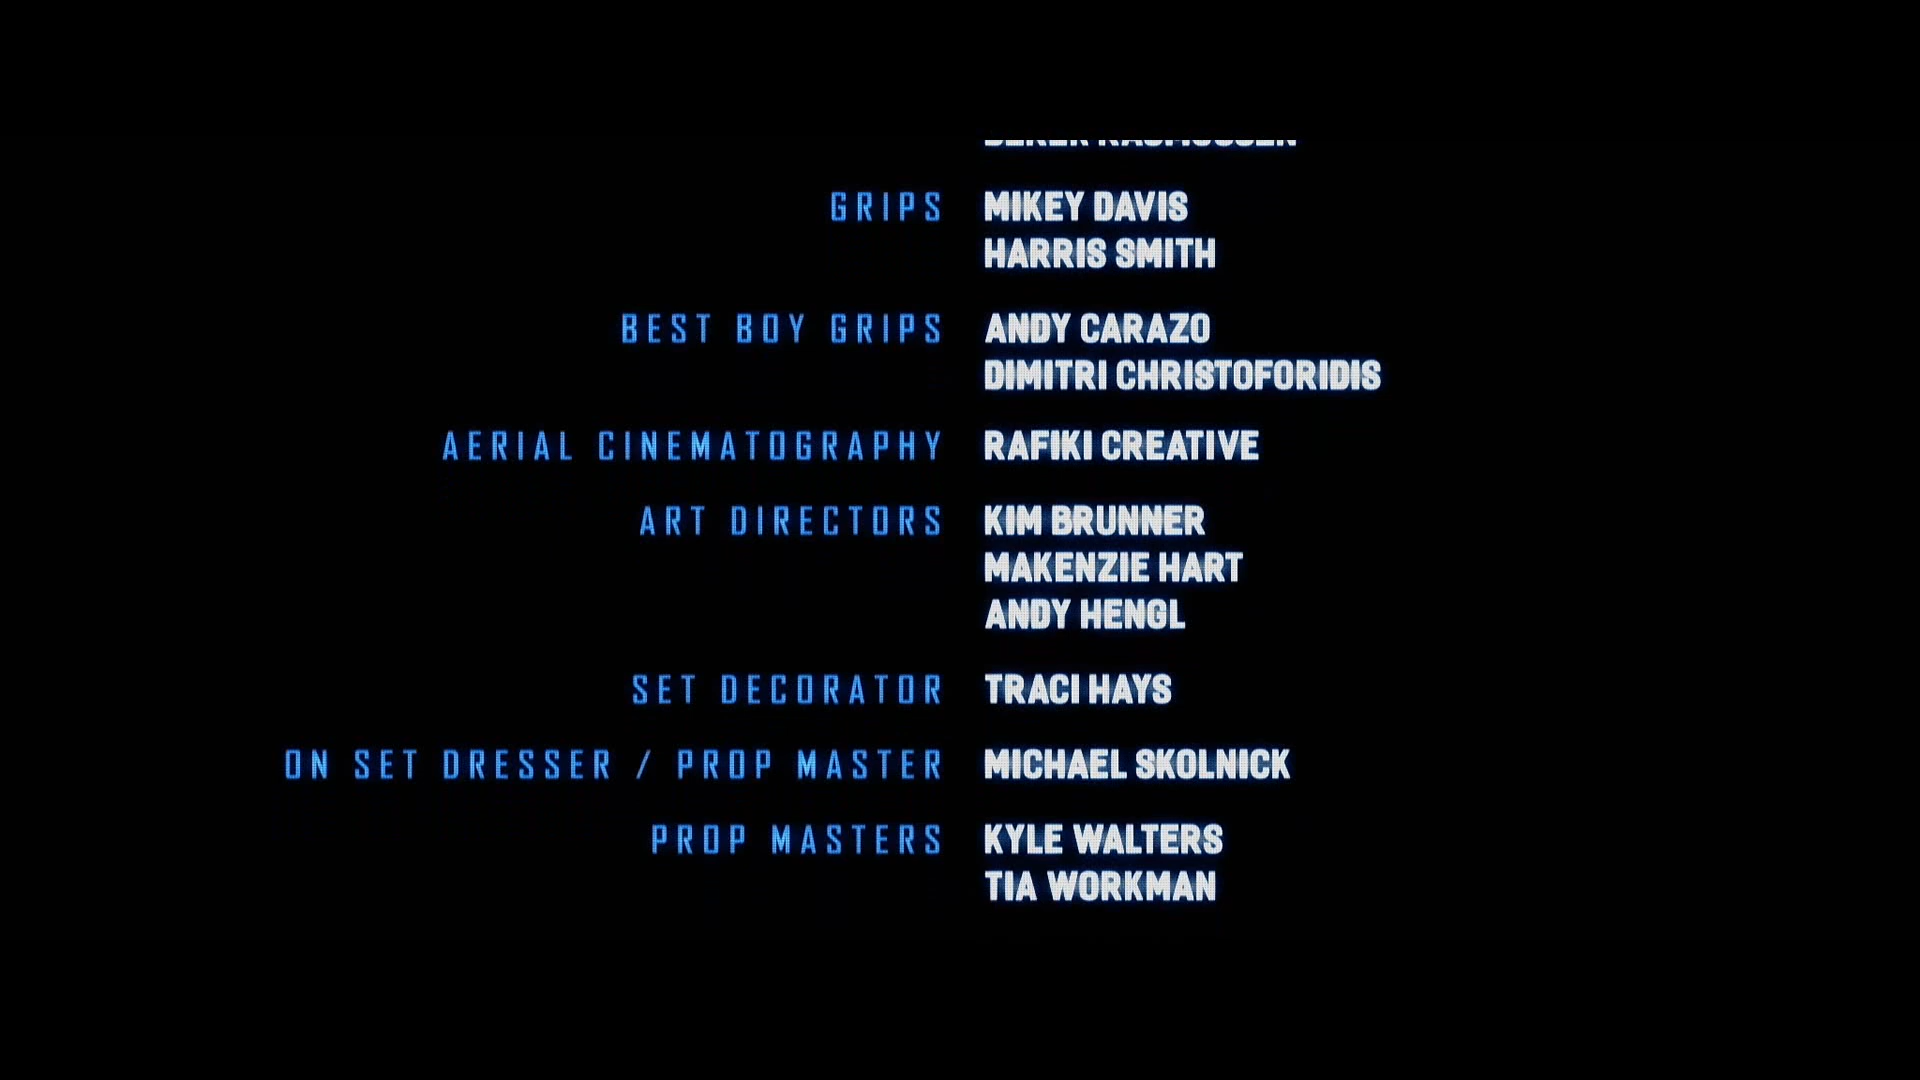 GRIPS MIKEY DAVIS
HARRIS SMITH
BEST BOY GRIPS ANDY CARAZO
DIMITRI CHRISTOFORIDIS
AERIAL CINEMATOGRAPHY RAFIKI CREATIVE
ART DIRECTORS KIM BRUNNER
MAKENZIE HART
ANDY HENGL
SET DECORATOR TRACI HAYS
ON SET DRESSER / PROP MASTER MICHAEL SKOLNICK
PROP MASTERS KYLE WALTERS
TIA WORKMAN